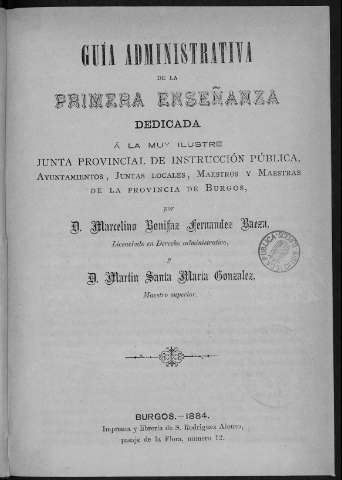 GUÍA ADMINISTRATIVA
DE LA
PRIMERA ENSEÑANZA
DEDICADA
Á LA MUY ILUSTRE
JUNTA PROVINCIAL DE INSTRUCCIÓN PÚBLICA,
AYUNTAMIENTOS, JUNTAS LOCALES, MAESTROS Y MAESTRAS
DE LA PROVINCIA DE BURGOS,
por
D. Marcelino Bonifaz Fernandez Baeza,
Licenciado en Derecho administrativo,
y
D. Martin Santa Maria Gonzalez.
Maestro superior.
BURGOS.—1884.
Imprenta y librería de S. Rodriguez Alonso,
pasaje de la Flora, número 12.